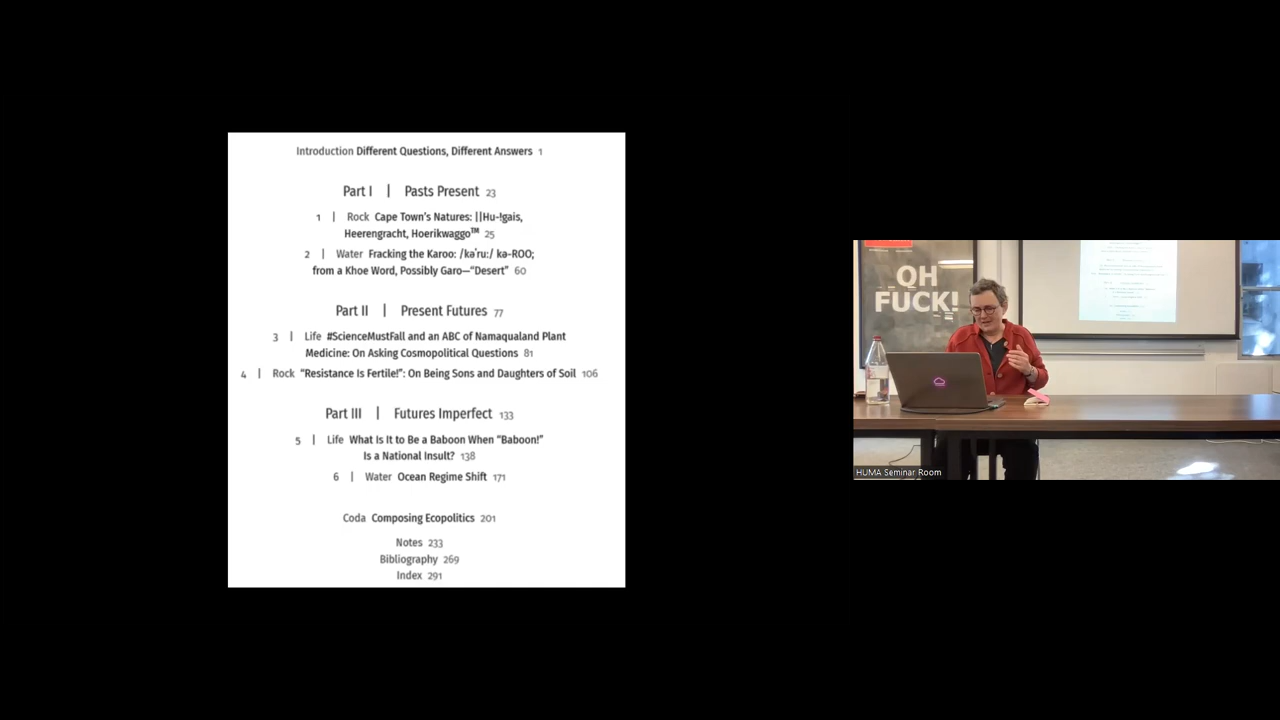 Introduction Different Questions, Different Answers 1
Part I | Pasts Present 23
1 | Rock Cape Town's Natures: ||Hu-!gais,
Heerengracht, Hoerikwaggo™ 25
2 | Water Fracking the Karoo: /kəˈruː/ kə-ROO;
from a Khoe Word, Possibly Garo—"Desert" 60
Part II | Present Futures 77
3 | Life #ScienceMustFall and an ABC of Namaqualand Plant
Medicine: On Asking Cosmopolitical Questions 81
4 | Rock "Resistance Is Fertile!": On Being Sons and Daughters of Soil 106
Part III | Futures Imperfect 133
5 | Life What Is It to Be a Baboon When "Baboon!"
Is a National Insult? 138
6 | Water Ocean Regime Shift 171
Coda Composing Ecopolitics 201
Notes 233
Bibliography 269
Index 291
OH
FUCK!
HUMA Seminar Room